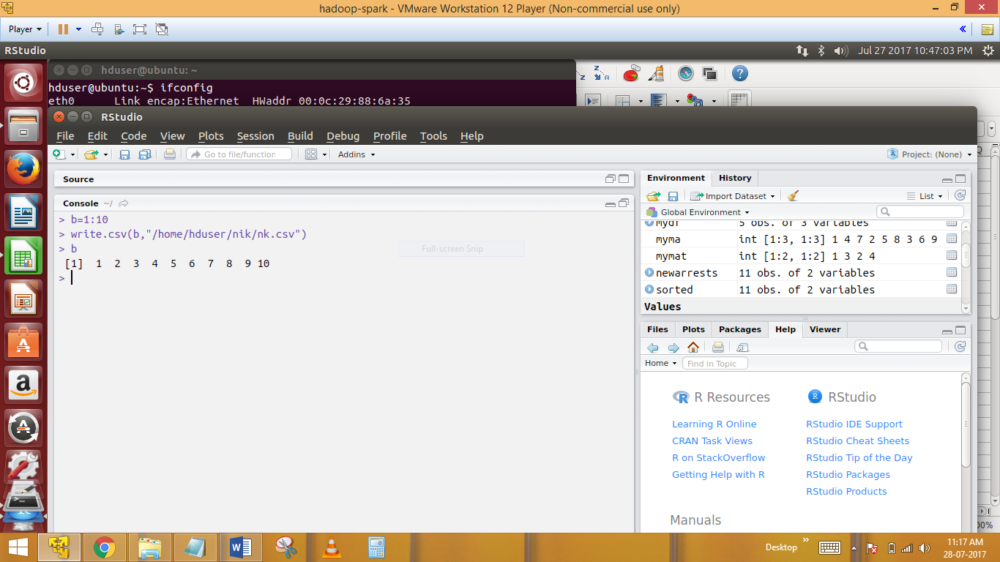 hadoop-spark - VMware Workstation 12 Player (Non-commercial use only)
Player
RStudio
Jul 27 2017 10:47:03 PM
hduser@ubuntu: ~
hduser@ubuntu:~$ ifconfig
eth0 Link encap:Ethernet HWaddr 00:0c:29:88:6a:35
RStudio
File Edit Code View Plots Session Build Debug Profile Tools Help
Go to file/function Addins Project: (None)
Source
Console ~/
> b=1:10
> write.csv(b,"/home/hduser/nik/nk.csv")
> b
[1] 1 2 3 4 5 6 7 8 9 10
>
Full-screen Snip
Environment History
Import Dataset List
Global Environment
mydf 5 obs. of 3 variables
myma int [1:3, 1:3] 1 4 7 2 5 8 3 6 9
mymat int [1:2, 1:2] 1 3 2 4
newarrests 11 obs. of 2 variables
sorted 11 obs. of 2 variables
Values
Files Plots Packages Help Viewer
Home Find in Topic
R Resources
Learning R Online
CRAN Task Views
R on StackOverflow
Getting Help with R
RStudio
RStudio IDE Support
RStudio Cheat Sheets
RStudio Tip of the Day
RStudio Packages
RStudio Products
Manuals
Desktop
11:17 AM
28-07-2017